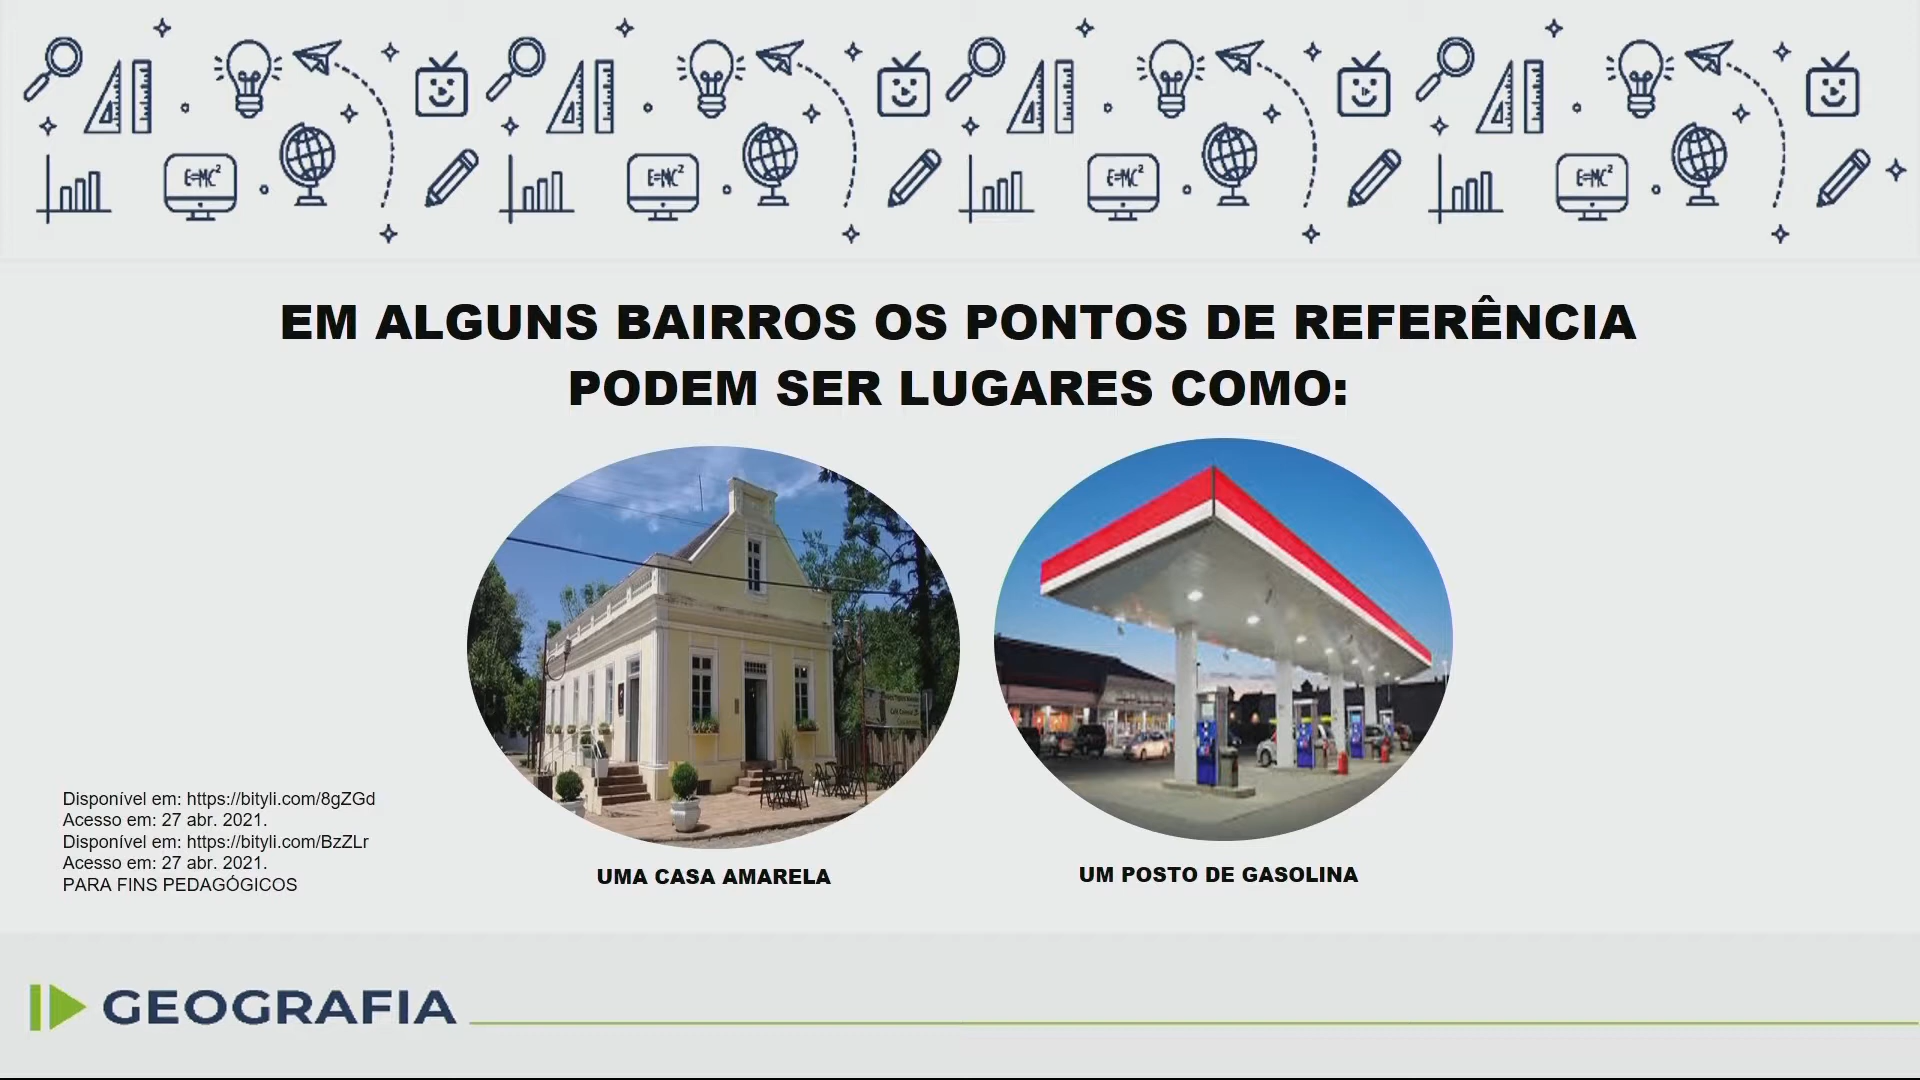 E=MC²
E=MC²
E=MC²
E=MC²
EM ALGUNS BAIRROS OS PONTOS DE REFERÊNCIA
PODEM SER LUGARES COMO:
Disponível em: https://bityli.com/8gZGd
Acesso em: 27 abr. 2021.
Disponível em: https://bityli.com/BzZLr
Acesso em: 27 abr. 2021.
PARA FINS PEDAGÓGICOS
UMA CASA AMARELA
UM POSTO DE GASOLINA
GEOGRAFIA